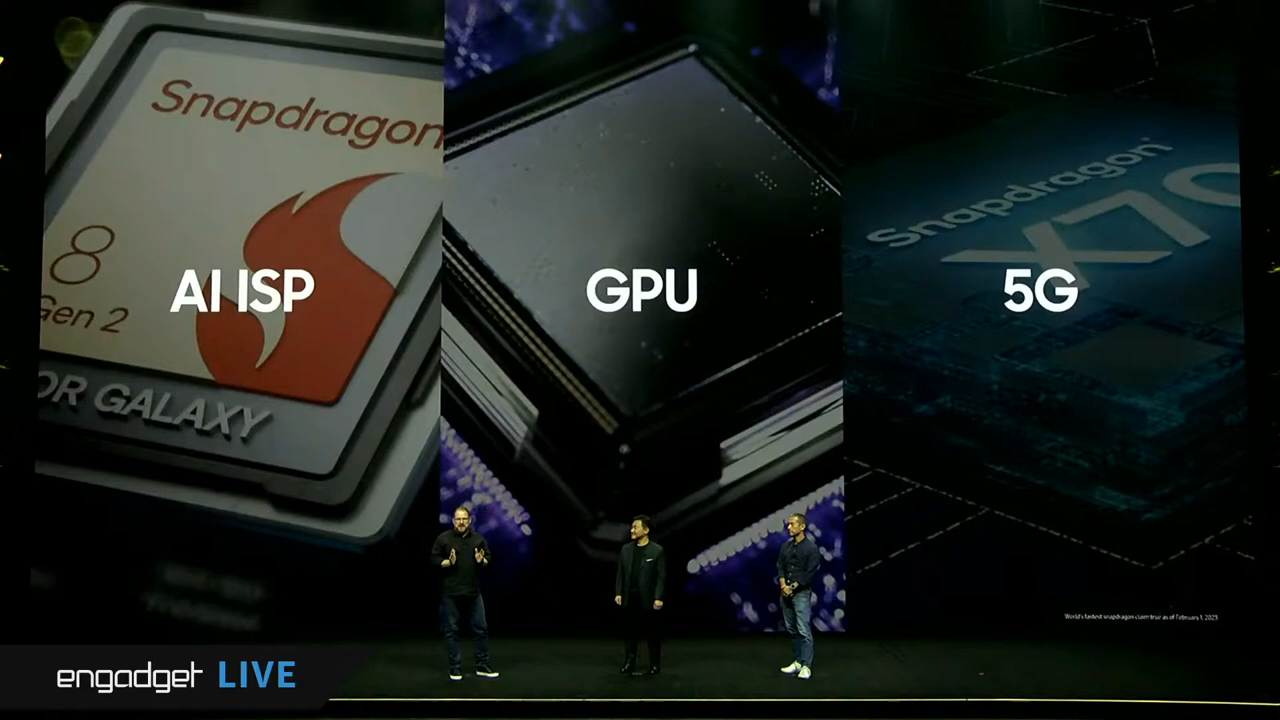 Snapdragon
8
Gen 2
AI ISP
OR GALAXY
GPU
Snapdragon
X70
5G
World's fastest snapdragon claim true as of February 1, 2023
engadget LIVE